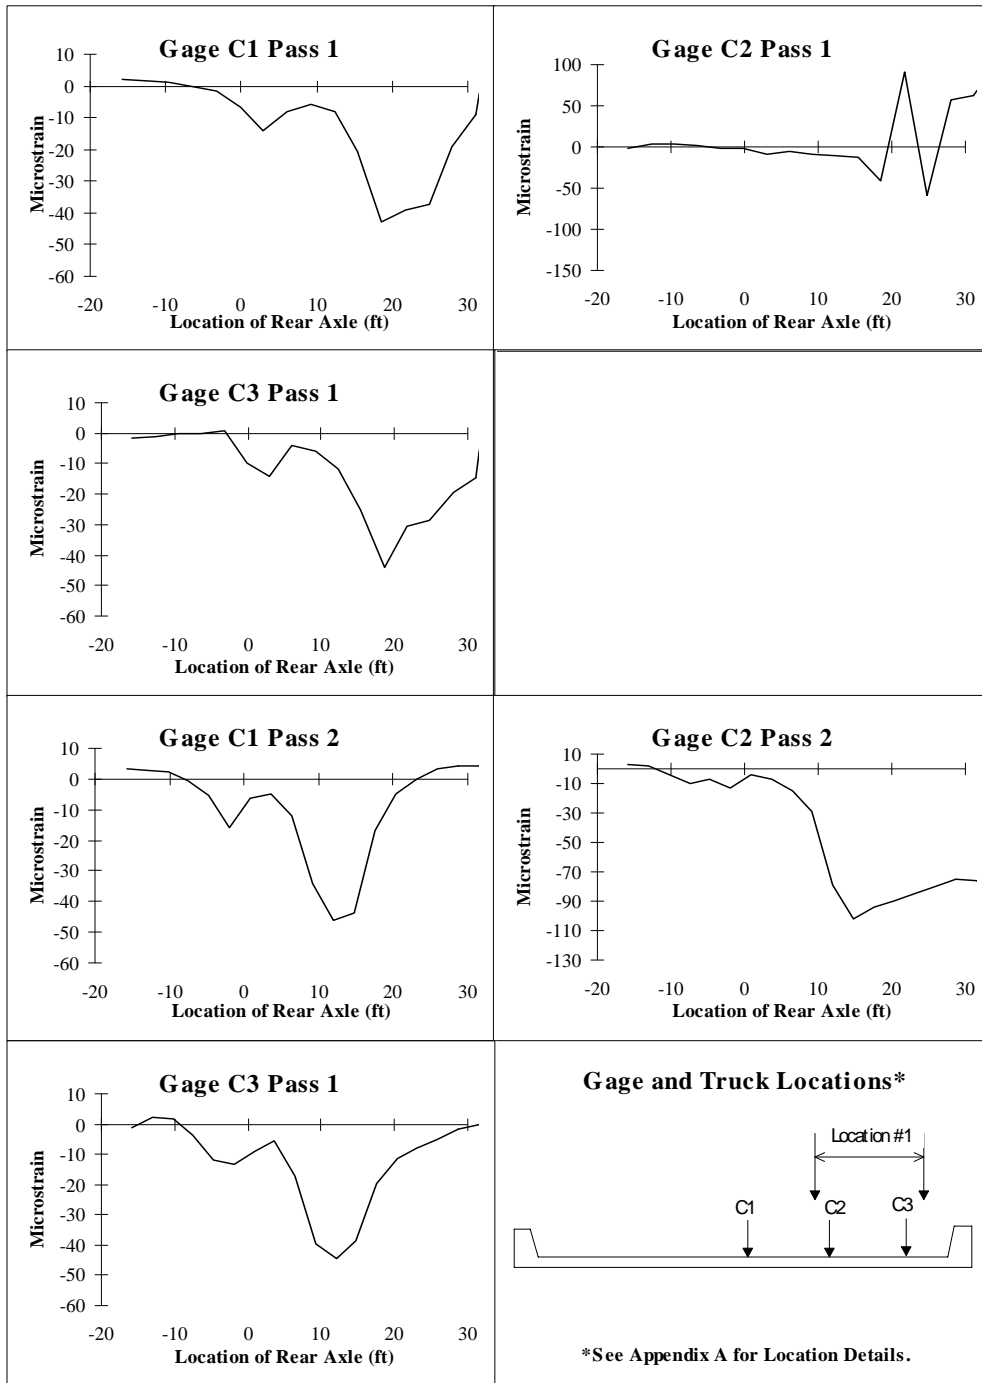 Gage C1 Pass 1
10
0
-10
-20
-30
-40
-50
-60
Microstrain
-20 -10 0 10 20 30
Location of Rear Axle (ft)
Gage C2 Pass 1
100
50
0
-50
-100
-150
Microstrain
-20 -10 0 10 20 30
Location of Rear Axle (ft)
Gage C3 Pass 1
10
0
-10
-20
-30
-40
-50
-60
Microstrain
-20 -10 0 10 20 30
Location of Rear Axle (ft)
Gage C1 Pass 2
10
0
-10
-20
-30
-40
-50
-60
Microstrain
-20 -10 0 10 20 30
Location of Rear Axle (ft)
Gage C2 Pass 2
10
-10
-30
-50
-70
-90
-110
-130
Microstrain
-20 -10 0 10 20 30
Location of Rear Axle (ft)
Gage C3 Pass 1
10
0
-10
-20
-30
-40
-50
-60
Microstrain
-20 -10 0 10 20 30
Location of Rear Axle (ft)
Gage and Truck Locations*
Location #1
C1 C2 C3
*See Appendix A for Location Details.